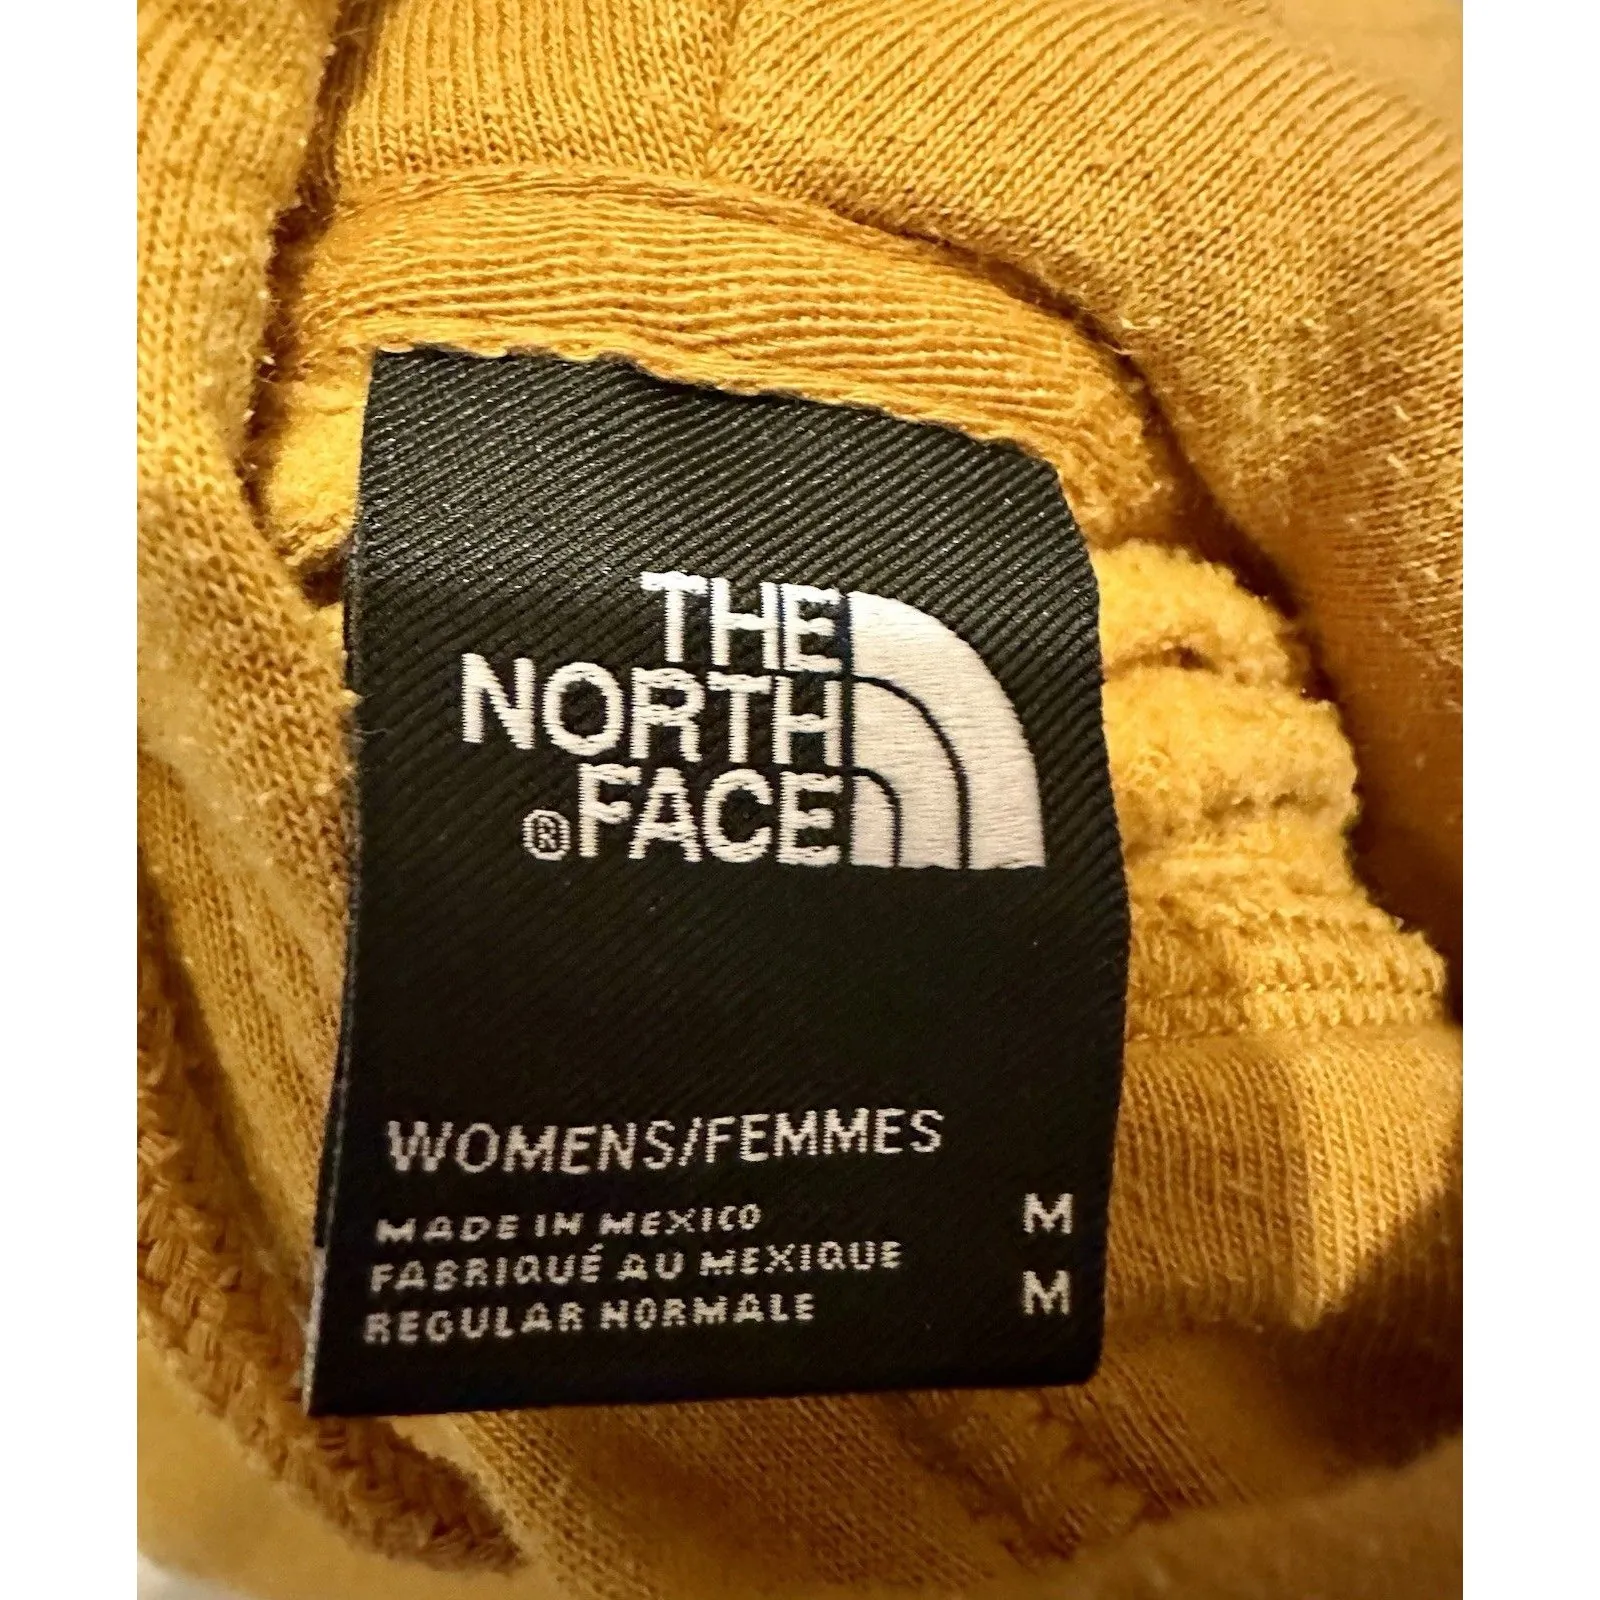 THE
NORTH
®FACE
WOMENS/FEMMES
MADE IN MEXICO M
FABRIQUÉ AU MEXIQUE
REGULAR NORMALE M